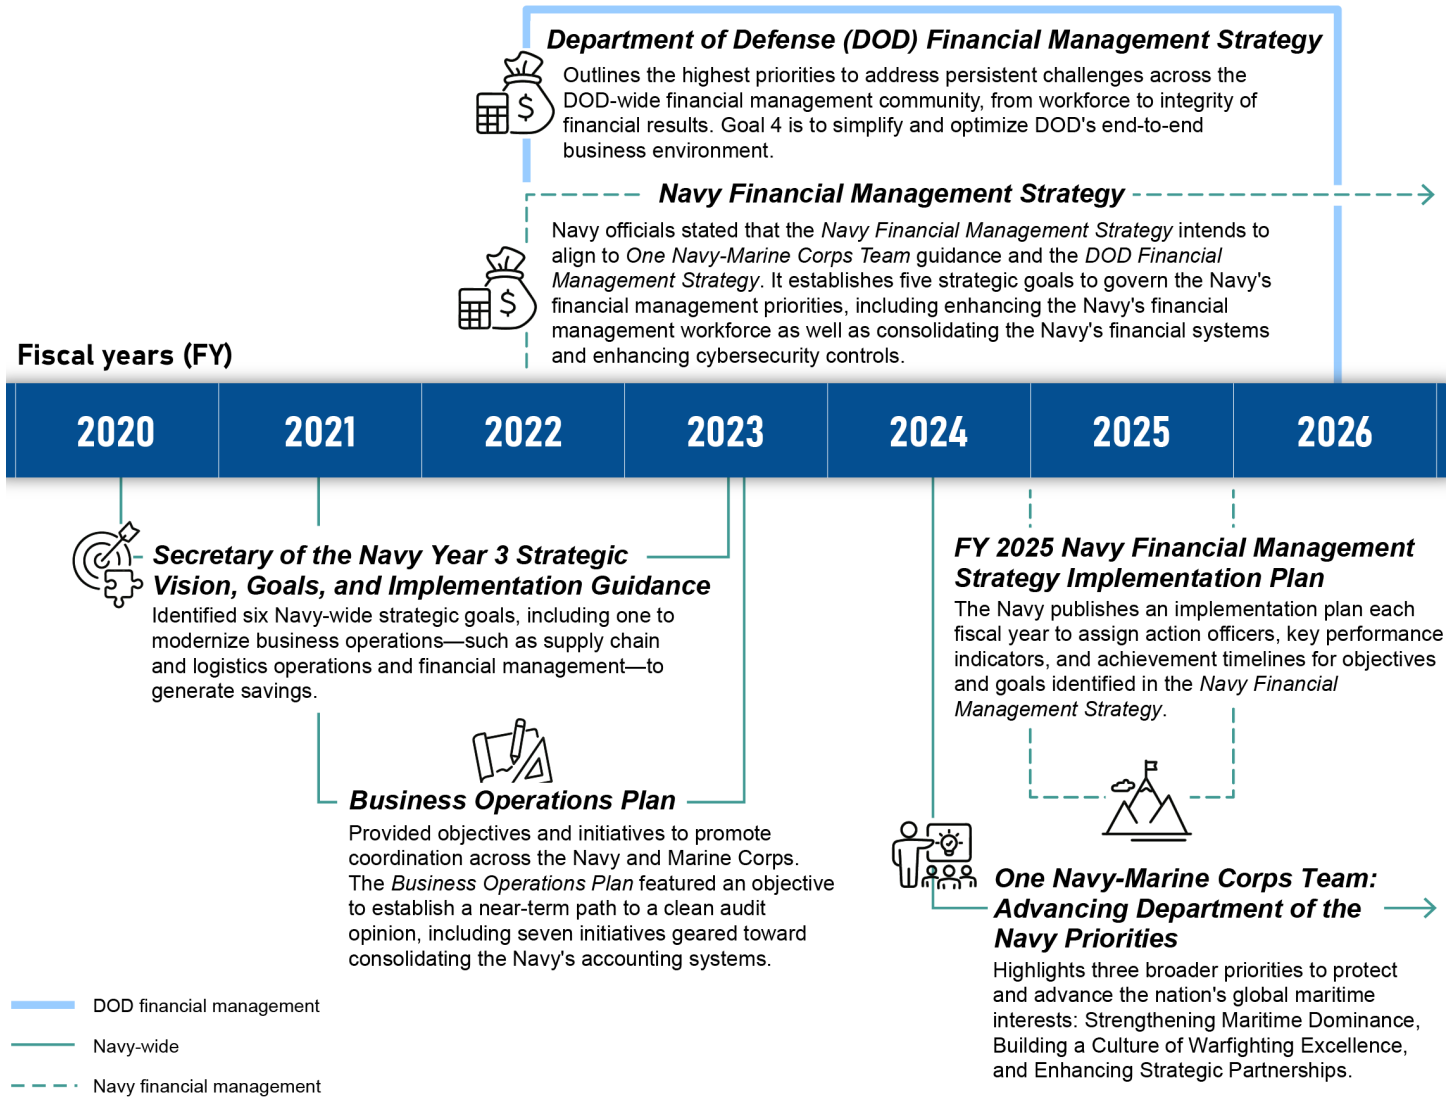 Department of Defense (DOD) Financial Management Strategy
Outlines the highest priorities to address persistent challenges across the
DOD-wide financial management community, from workforce to integrity of
financial results. Goal 4 is to simplify and optimize DOD's end-to-end
business environment.
$
Navy Financial Management Strategy
Navy officials stated that the Navy Financial Management Strategy intends to
align to One Navy-Marine Corps Team guidance and the DOD Financial
Management Strategy. It establishes five strategic goals to govern the Navy's
financial management priorities, including enhancing the Navy's financial
management workforce as well as consolidating the Navy's financial systems
and enhancing cybersecurity controls.
$
Fiscal years (FY)
2020 2021 2022 2023 2024 2025 2026
Secretary of the Navy Year 3 Strategic
Vision, Goals, and Implementation Guidance
Identified six Navy-wide strategic goals, including one to
modernize business operations—such as supply chain
and logistics operations and financial management—to
generate savings.
FY 2025 Navy Financial Management
Strategy Implementation Plan
The Navy publishes an implementation plan each
fiscal year to assign action officers, key performance
indicators, and achievement timelines for objectives
and goals identified in the Navy Financial
Management Strategy.
Business Operations Plan
Provided objectives and initiatives to promote
coordination across the Navy and Marine Corps.
The Business Operations Plan featured an objective
to establish a near-term path to a clean audit
opinion, including seven initiatives geared toward
consolidating the Navy's accounting systems.
One Navy-Marine Corps Team:
Advancing Department of the
Navy Priorities
Highlights three broader priorities to protect
and advance the nation's global maritime
interests: Strengthening Maritime Dominance,
Building a Culture of Warfighting Excellence,
and Enhancing Strategic Partnerships.
DOD financial management
Navy-wide
Navy financial management